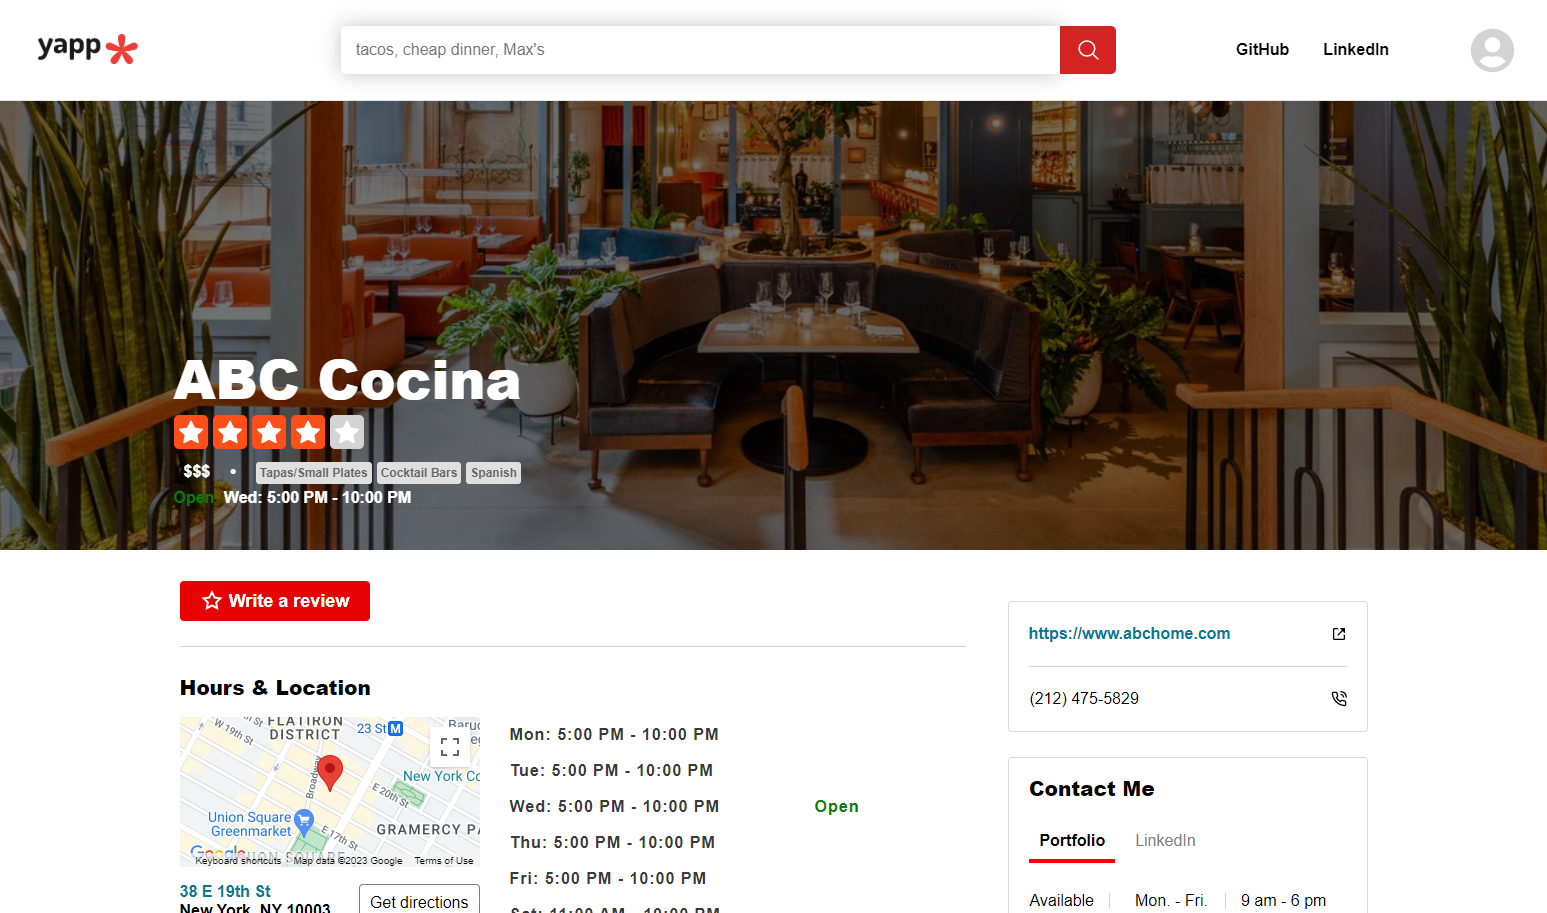 yapp
tacos, cheap dinner, Max's
GitHub
LinkedIn
ABC Cocina
$$$ • Tapas/Small Plates Cocktail Bars Spanish
Open Wed: 5:00 PM - 10:00 PM
Write a review
Hours & Location
FLATIRON
DISTRICT
W 19th St
23 St M
Broadway
New York Co
E 20th St
Union Square
Greenmarket
E 17th St
GRAMERCY PA
UNION SQUARE
Google
Keyboard shortcuts
Map data ©2023 Google
Terms of Use
38 E 19th St
New York, NY 10003
Get directions
Mon: 5:00 PM - 10:00 PM
Tue: 5:00 PM - 10:00 PM
Wed: 5:00 PM - 10:00 PM Open
Thu: 5:00 PM - 10:00 PM
Fri: 5:00 PM - 10:00 PM
Sat: 11:00 AM - 10:00 PM
https://www.abchome.com
(212) 475-5829
Contact Me
Portfolio LinkedIn
Available Mon. - Fri. 9 am - 6 pm